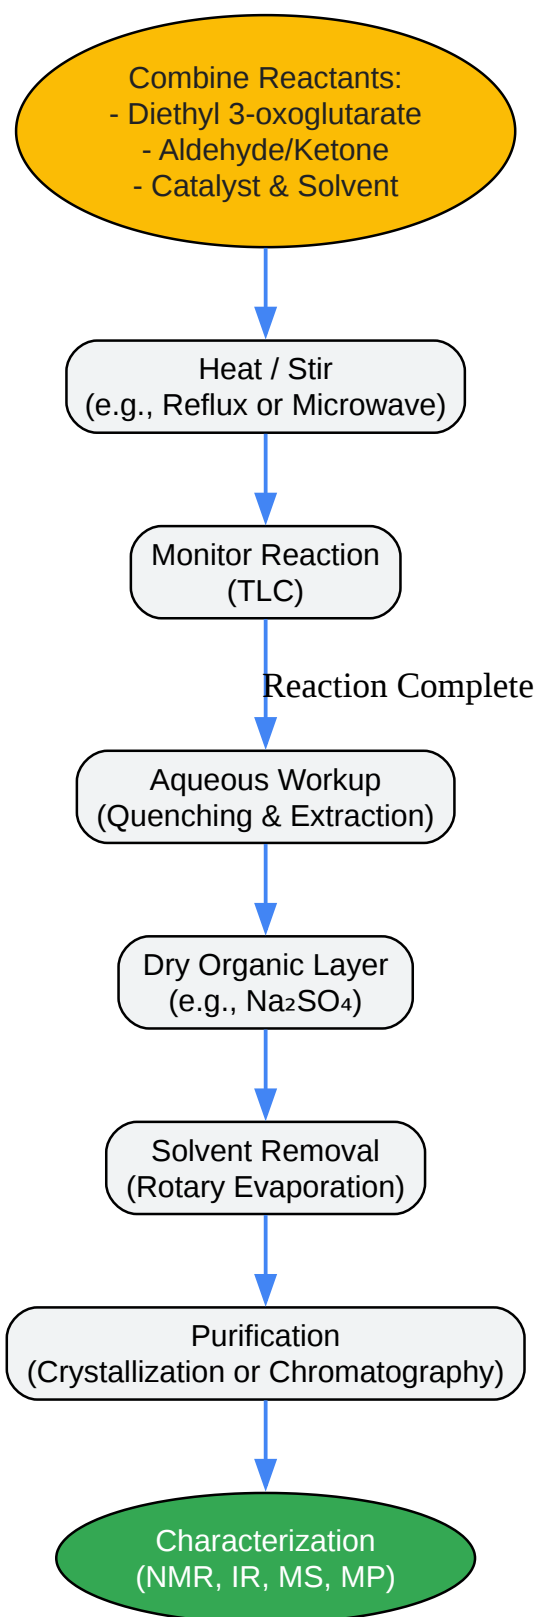 Combine Reactants:
- Diethyl 3-oxoglutarate
- Aldehyde/Ketone
- Catalyst & Solvent
Heat / Stir
(e.g., Reflux or Microwave)
Monitor Reaction
(TLC)
Reaction Complete
Aqueous Workup
(Quenching & Extraction)
Dry Organic Layer
(e.g., Na₂SO₄)
Solvent Removal
(Rotary Evaporation)
Purification
(Crystallization or Chromatography)
Characterization
(NMR, IR, MS, MP)